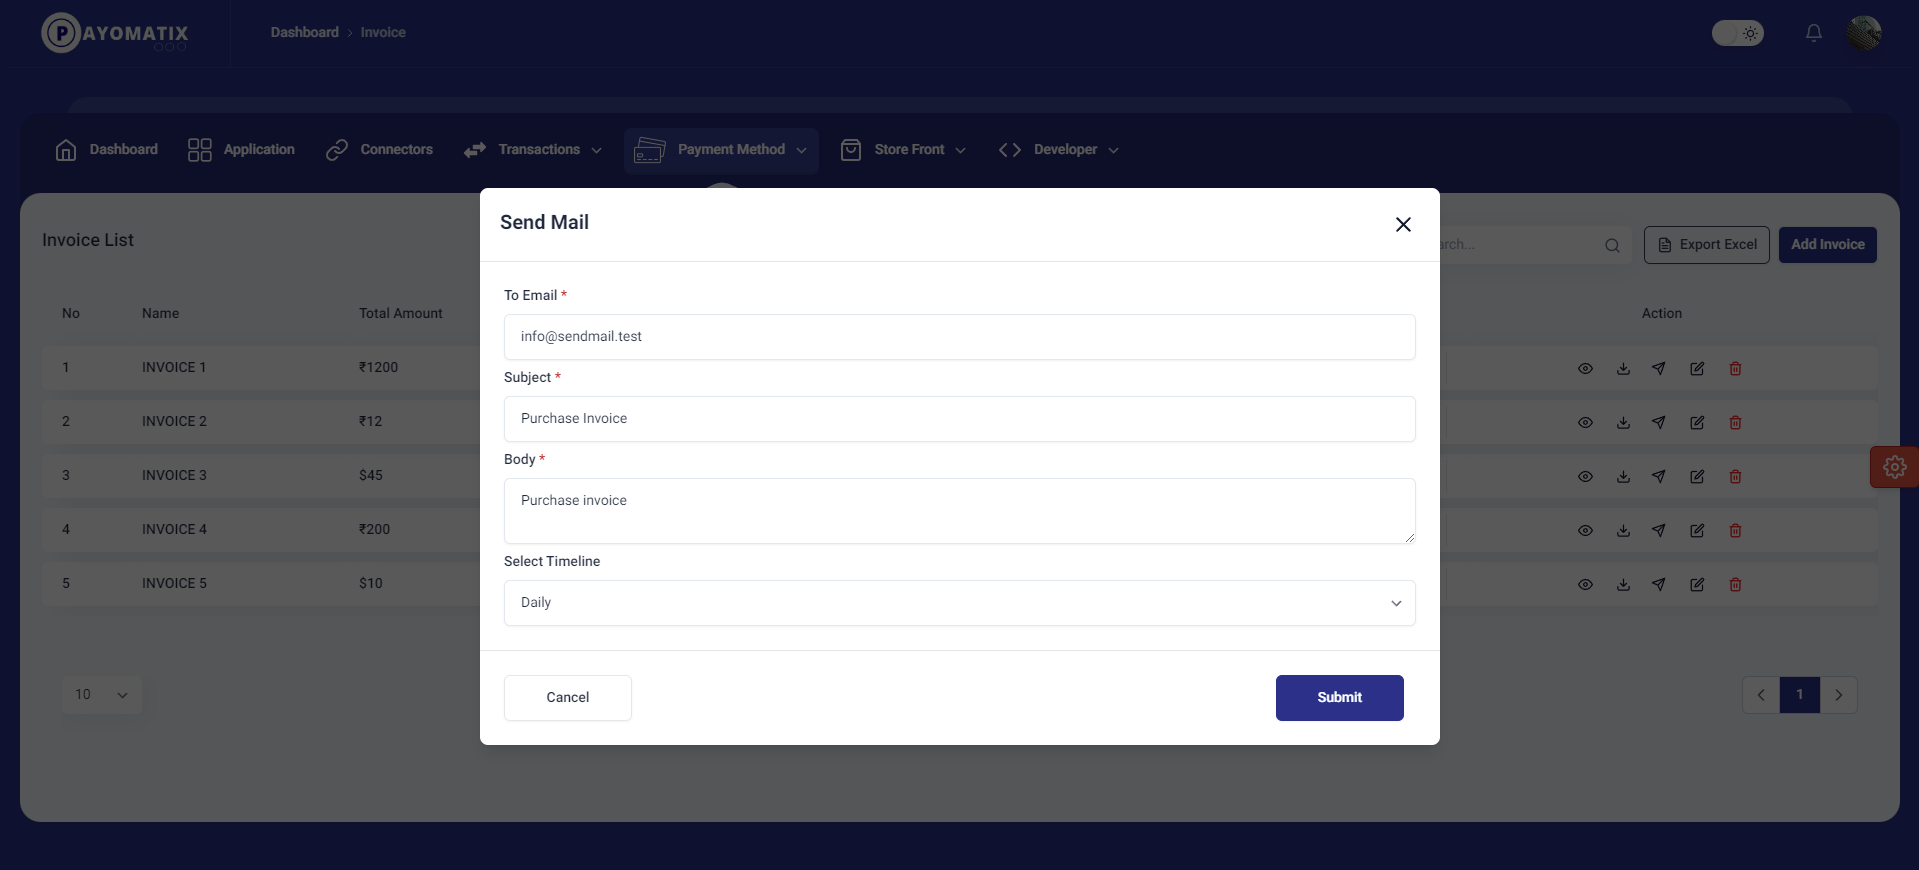 PAYOMATIX
Dashboard > Invoice
Dashboard Application Connectors Transactions Payment Method Store Front Developer
Send Mail
Invoice List
arch...
Export Excel
Add Invoice
No Name Total Amount Action
1 INVOICE 1 ₹1200
2 INVOICE 2 ₹12
3 INVOICE 3 $45
4 INVOICE 4 ₹200
5 INVOICE 5 $10
To Email *
info@sendmail.test
Subject *
Purchase Invoice
Body *
Purchase invoice
Select Timeline
Daily
Cancel
Submit
10
1